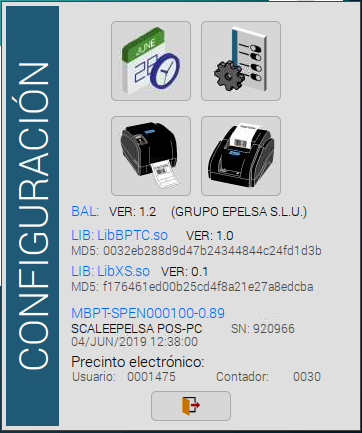 CONFIGURACIÓN
JUNE
BAL: VER: 1.2 (GRUPO EPELSA S.L.U.)
LIB: LibBPTC.so VER: 1.0
MD5: 0032eb288d9d47b24344844c24fd1d3b
LIB: LibXS.so VER: 0.1
MD5: f176461ed00b25cd4f8a21e27a8edcba
MBPT-SPEN000100-0.89
SCALEEPELSA POS-PC SN: 920966
04/JUN/2019 12:38:00
Precinto electrónico:
Usuario: 0001475 Contador: 0030